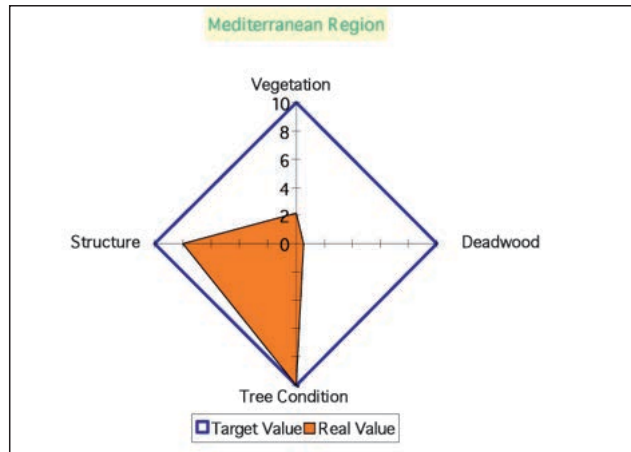 Mediterranean Region
Vegetation
10
8
6
4
2
0
Structure
Deadwood
Tree Condition
Target Value Real Value